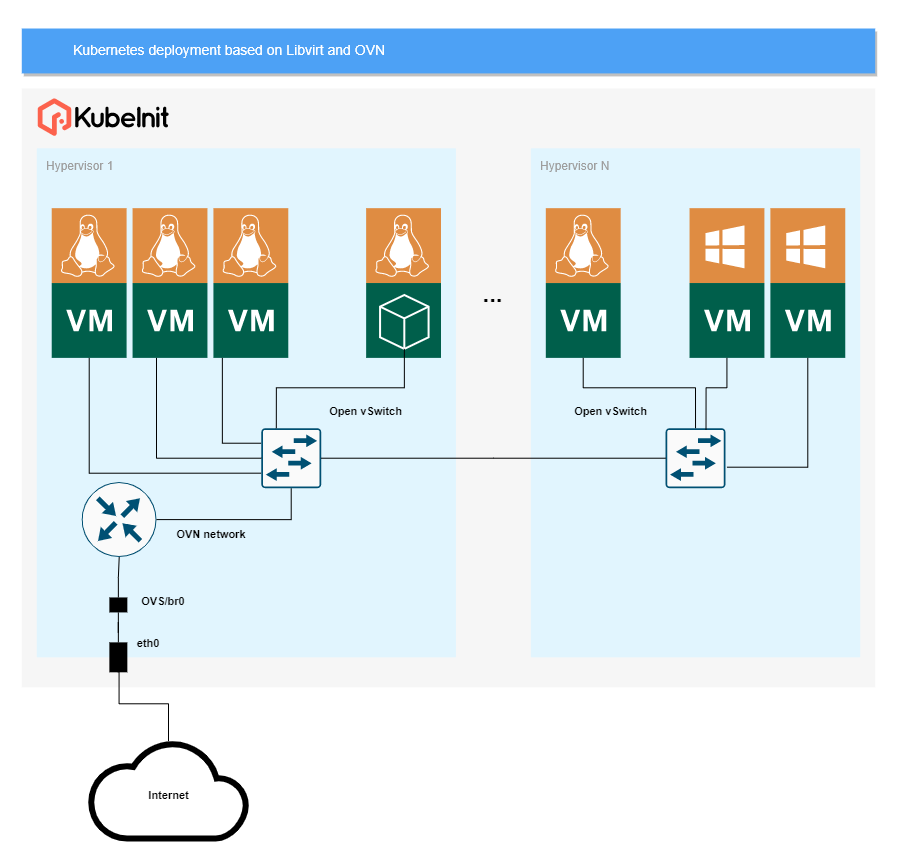 Kubernetes deployment based on Libvirt and OVN
KubeInit
Hypervisor 1
Hypervisor N
VM
VM
VM
...
VM
VM
VM
Open vSwitch
Open vSwitch
OVN network
OVS/br0
eth0
Internet